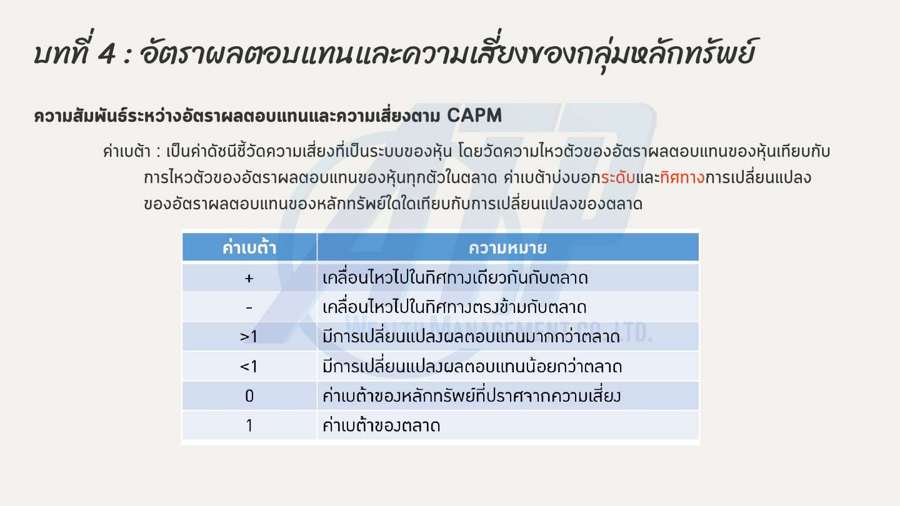 บทที่ 4 : อัตราผลตอบแทนและความเสี่ยงของกลุ่มหลักทรัพย์
ความสัมพันธ์ระหว่างอัตราผลตอบแทนและความเสี่ยงตาม CAPM
ค่าเบต้า : เป็นค่าดัชนีชี้วัดความเสี่ยงที่เป็นระบบของหุ้น โดยวัดความไหวตัวของอัตราผลตอบแทนของหุ้นเทียบกับ
การไหวตัวของอัตราผลตอบแทนของหุ้นทุกตัวในตลาด ค่าเบต้าบ่งบอกระดับและทิศทางการเปลี่ยนแปลง
ของอัตราผลตอบแทนของหลักทรัพย์ใดใดเทียบกับการเปลี่ยนแปลงของตลาด
ค่าเบต้า ความหมาย
+ เคลื่อนไหวไปในทิศทางเดียวกันกับตลาด
- เคลื่อนไหวไปในทิศทางตรงข้ามกับตลาด
>1 มีการเปลี่ยนแปลงผลตอบแทนมากกว่าตลาด
<1 มีการเปลี่ยนแปลงผลตอบแทนน้อยกว่าตลาด
0 ค่าเบต้าของหลักทรัพย์ที่ปราศจากความเสี่ยง
1 ค่าเบต้าของตลาด
ATP
WEALTH MANAGEMENT CO.,LTD.